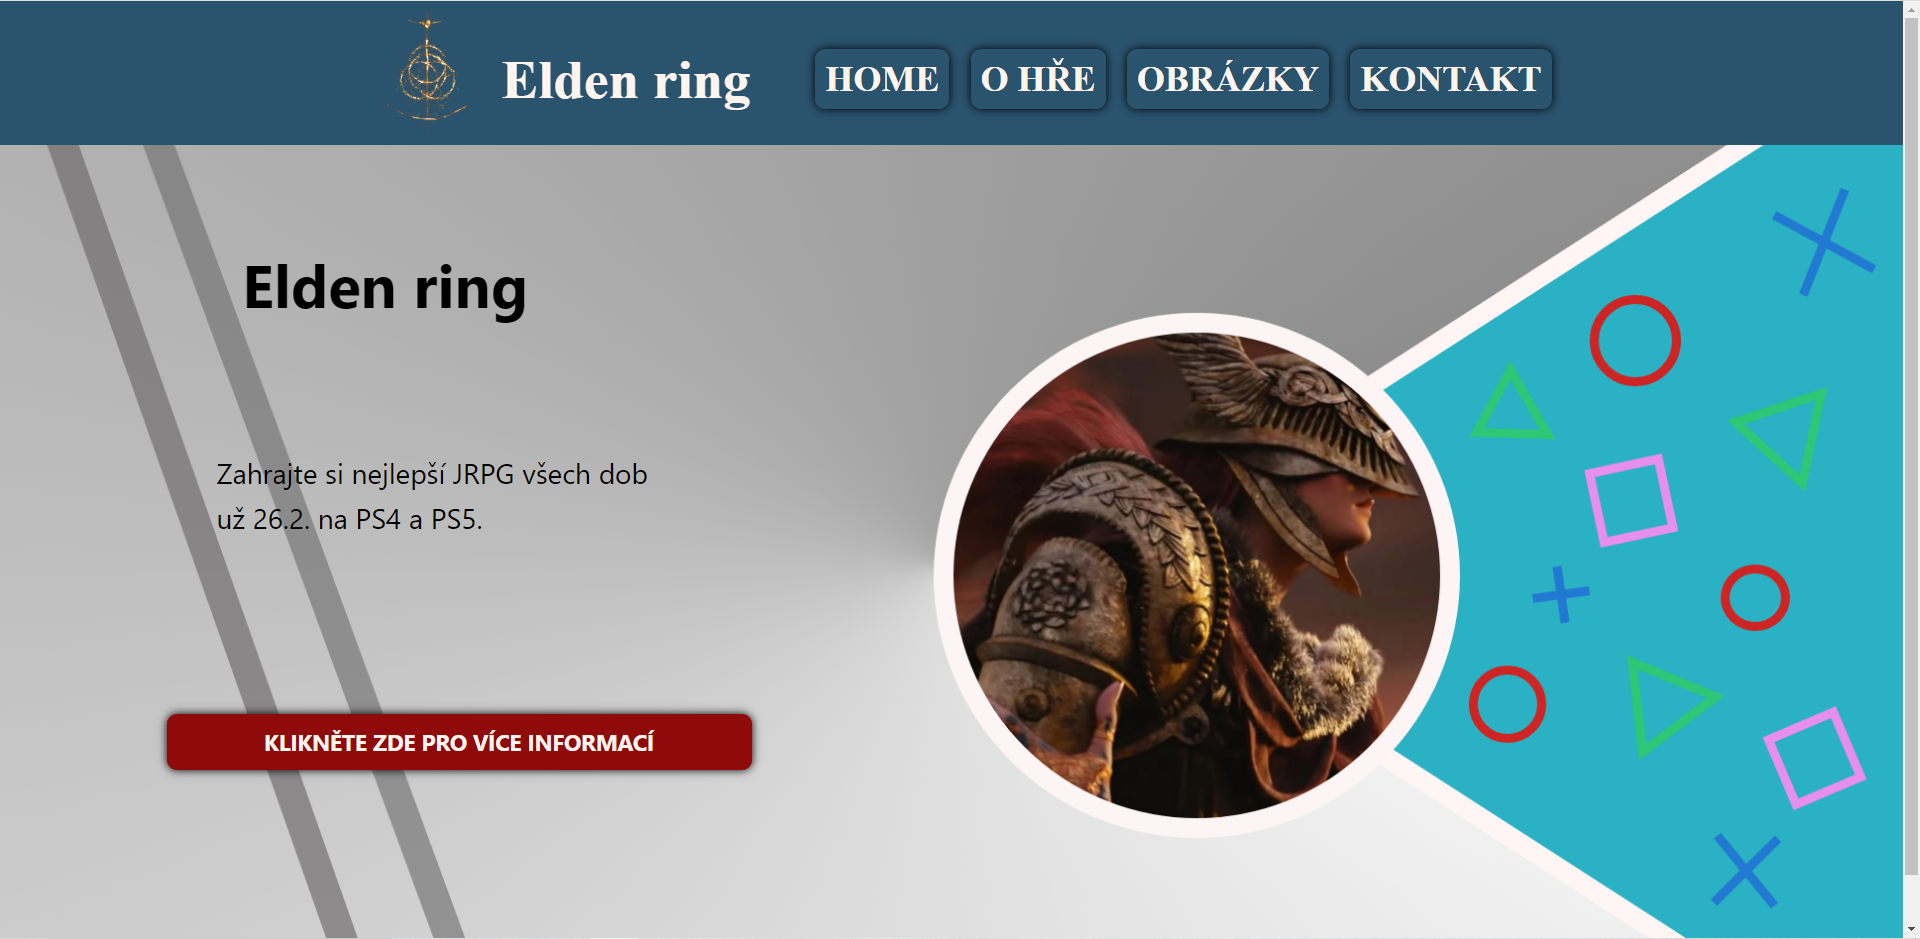 Elden ring
HOME
O HŘE
OBRÁZKY
KONTAKT
Elden ring
Zahrajte si nejlepší JRPG všech dob
už 26.2. na PS4 a PS5.
KLIKNĚTE ZDE PRO VÍCE INFORMACÍ